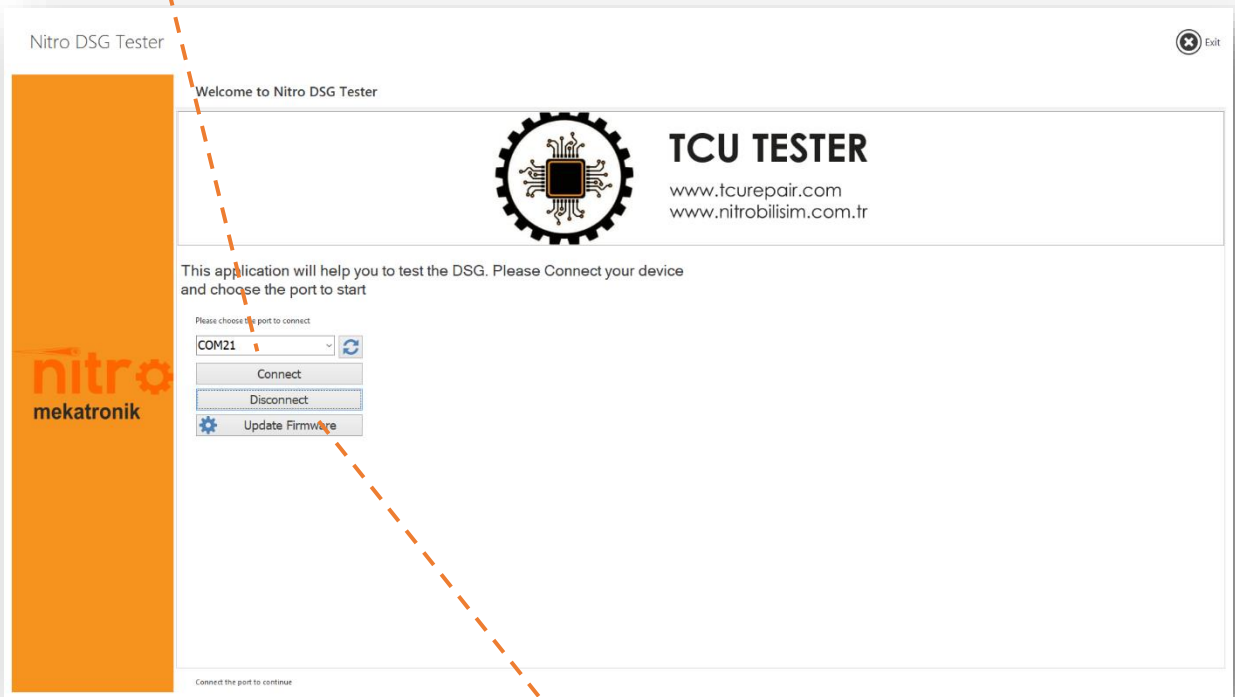 Nitro DSG Tester
Exit
Welcome to Nitro DSG Tester
TCU TESTER
www.tcurepair.com
www.nitrobilisim.com.tr
This application will help you to test the DSG. Please Connect your device
and choose the port to start
Please choose the port to connect
COM21
Connect
Disconnect
Update Firmware
nitro
mekatronik
Connect the port to continue